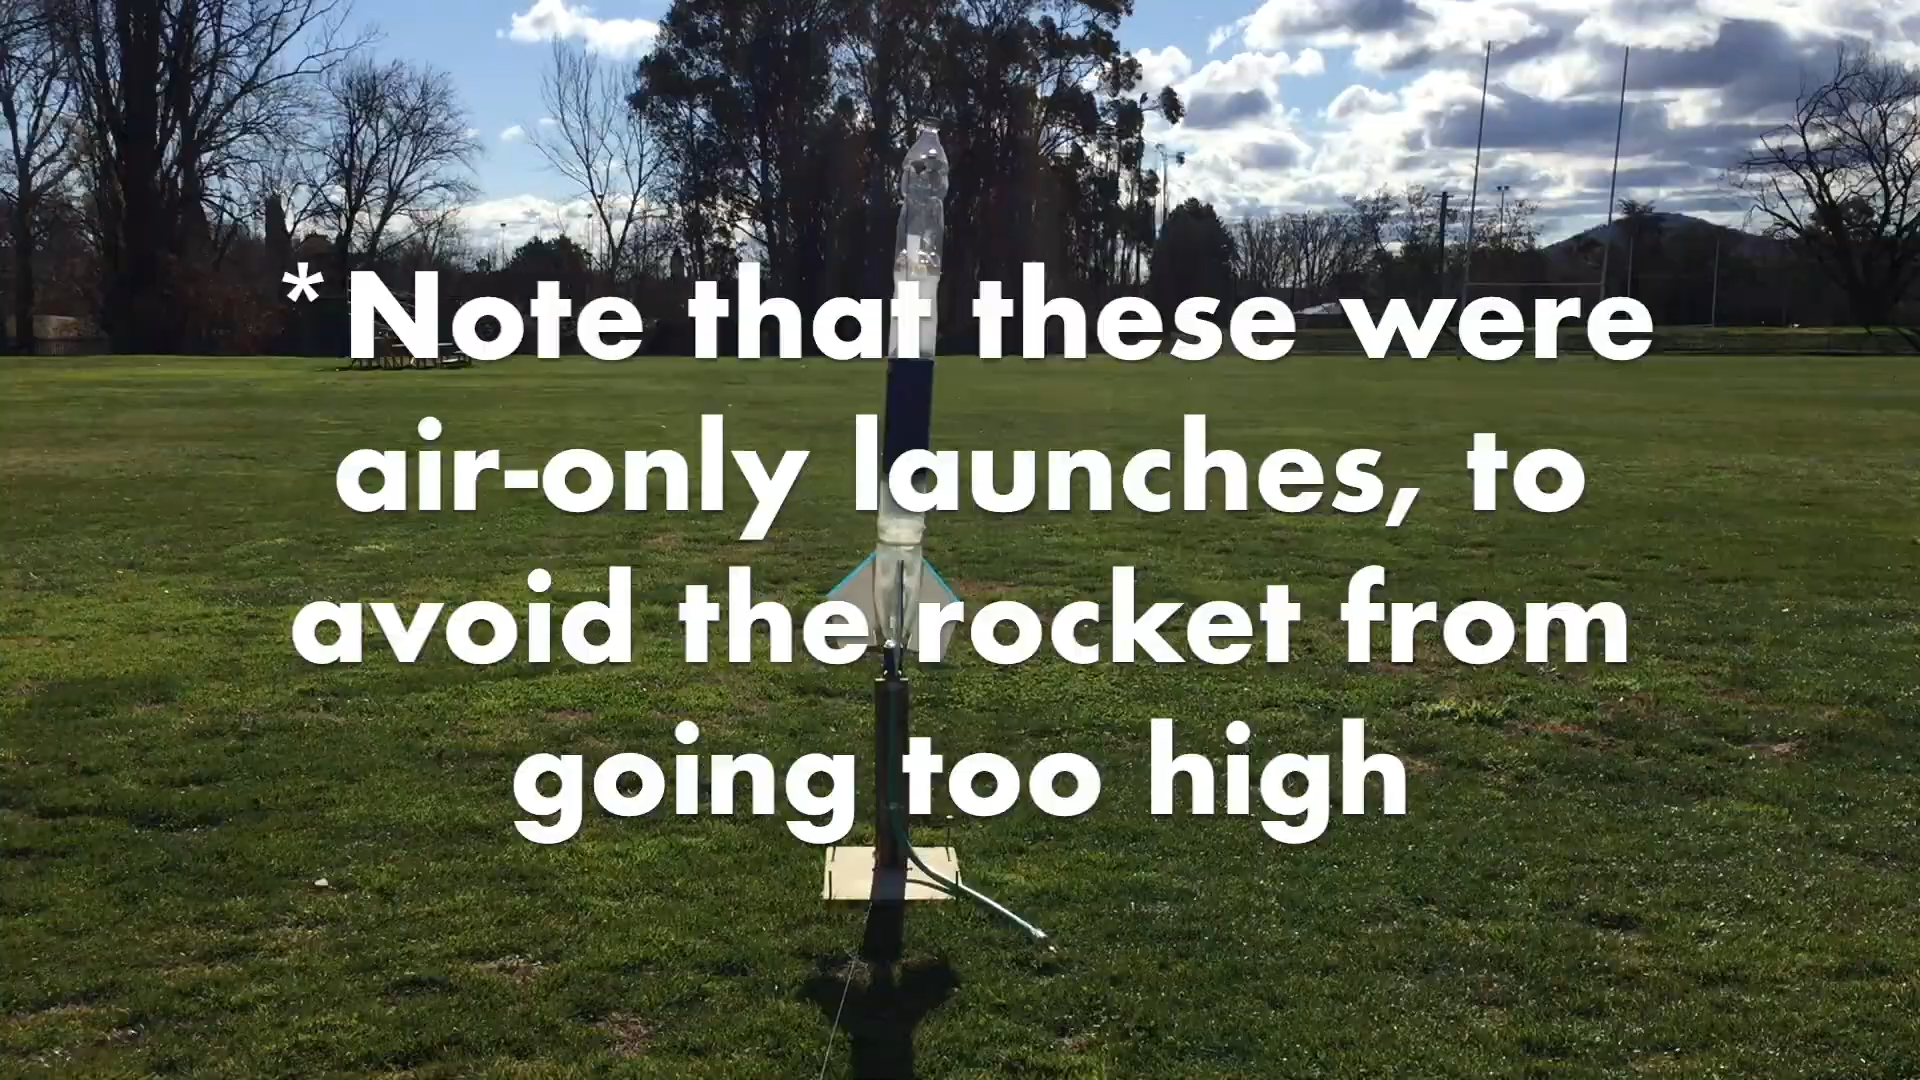 *Note that these were
air-only launches, to
avoid the rocket from
going too high